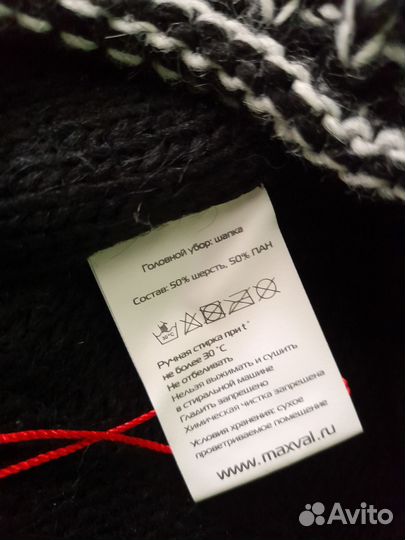 Головной убор: шапка
Состав: 50% шерсть, 50% ПАН
30°C
Ручная стирка при t°
не более 30 °C
Не отбеливать
Нельзя выжимать и сушить
в стиральной машине
Гладить запрещено
Химическая чистка запрещена
Условия хранения: сухое
проветриваемое помещение
www.maxval.ru
Avito